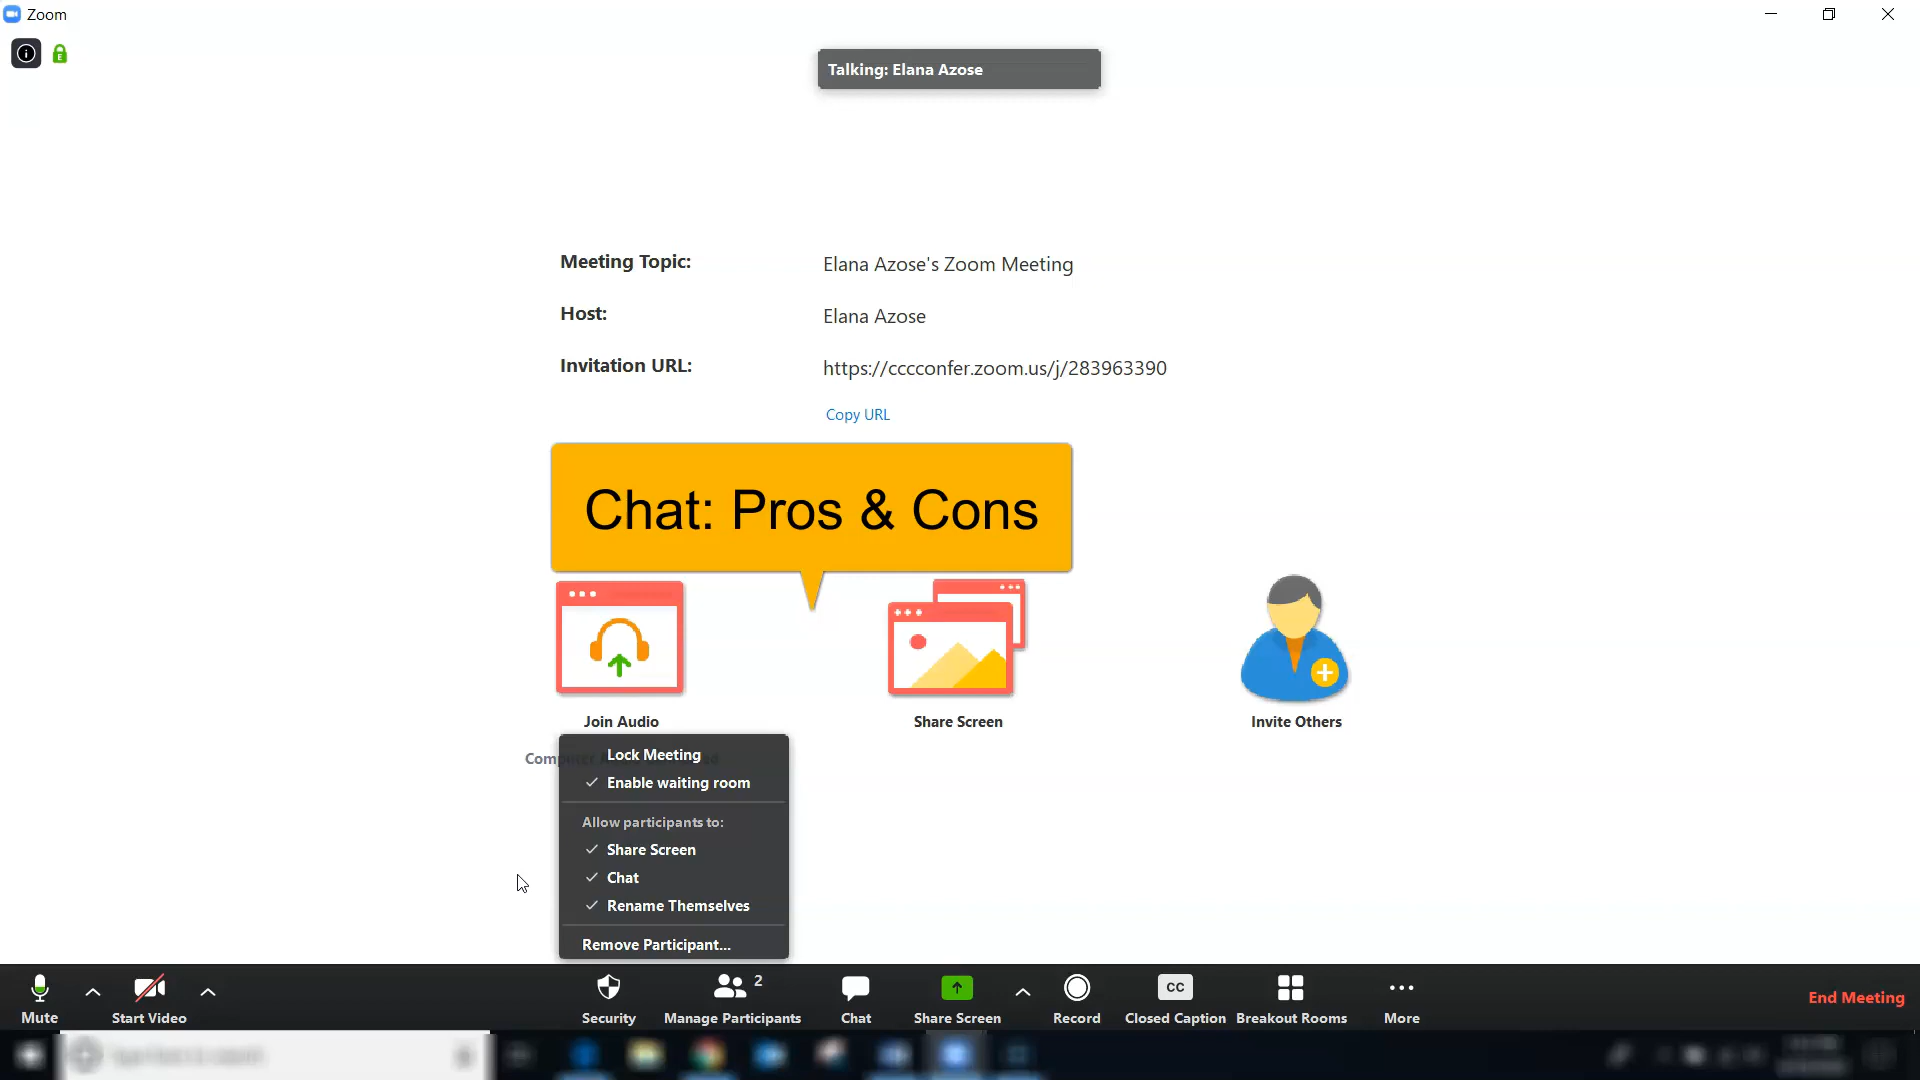 Zoom
Talking: Elana Azose
Meeting Topic: Elana Azose's Zoom Meeting
Host: Elana Azose
Invitation URL: https://cccconfer.zoom.us/j/283963390
Copy URL
Chat: Pros & Cons
Join Audio
Share Screen
Invite Others
Lock Meeting
Enable waiting room
Allow participants to:
Share Screen
Chat
Rename Themselves
Remove Participant...
2
CC
Mute
Start Video
Security
Manage Participants
Chat
Share Screen
Record
Closed Caption
Breakout Rooms
More
End Meeting